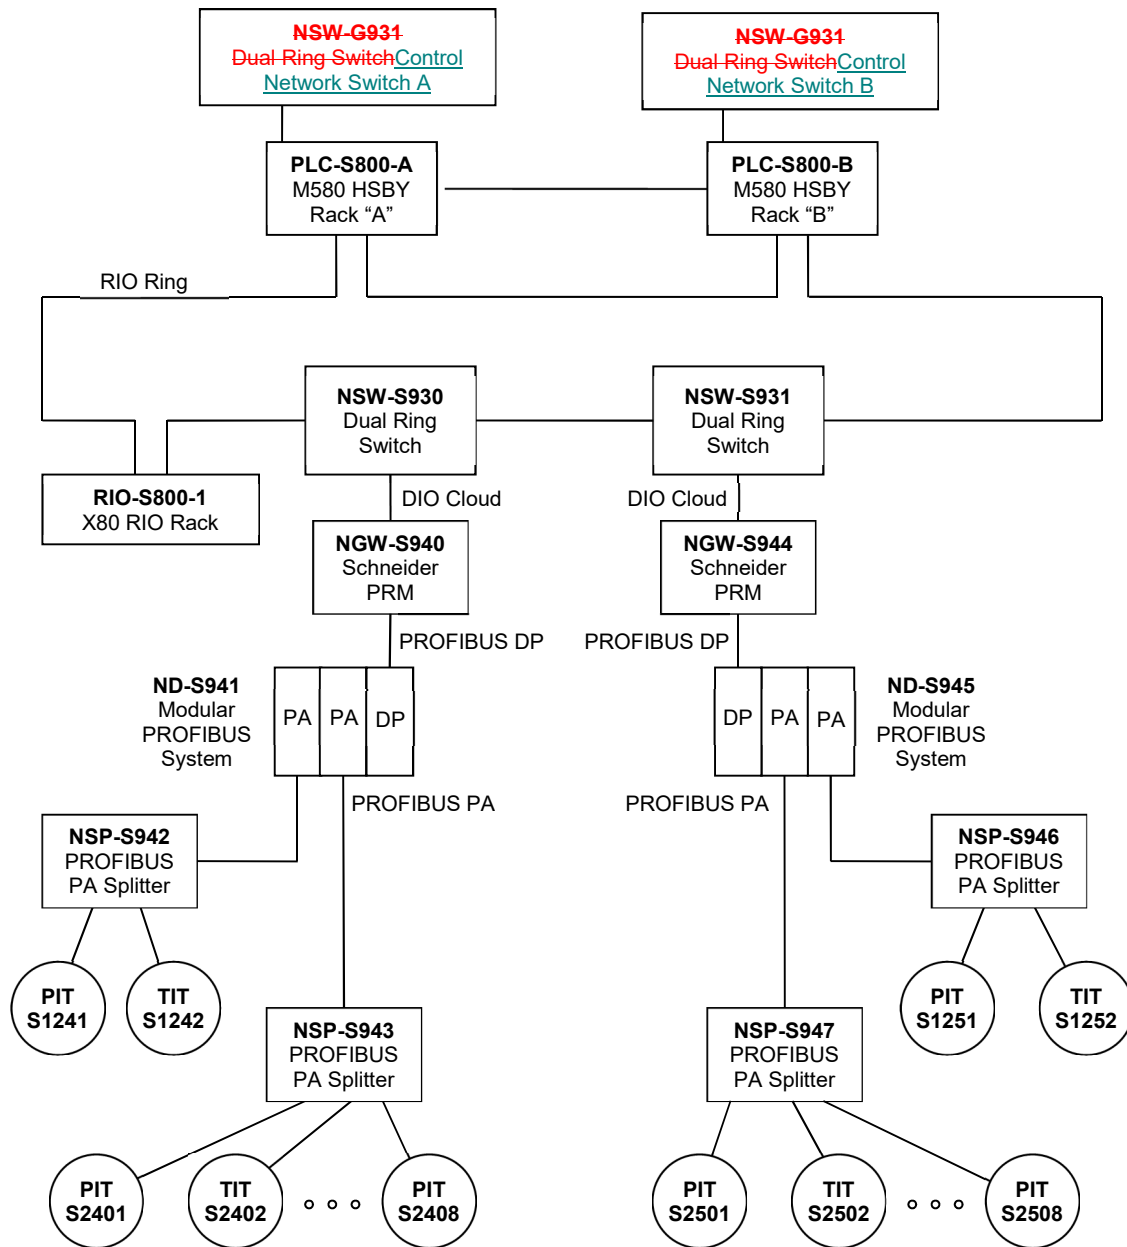 NSW-G931
Dual Ring SwitchControl
Network Switch A
NSW-G931
Dual Ring SwitchControl
Network Switch B
PLC-S800-A
M580 HSBY
Rack “A”
PLC-S800-B
M580 HSBY
Rack “B”
RIO Ring
NSW-S930
Dual Ring
Switch
NSW-S931
Dual Ring
Switch
RIO-S800-1
X80 RIO Rack
DIO Cloud
DIO Cloud
NGW-S940
Schneider
PRM
NGW-S944
Schneider
PRM
PROFIBUS DP
PROFIBUS DP
ND-S941
Modular
PROFIBUS
System
PA
PA
DP
DP
PA
PA
ND-S945
Modular
PROFIBUS
System
PROFIBUS PA
PROFIBUS PA
NSP-S942
PROFIBUS
PA Splitter
NSP-S946
PROFIBUS
PA Splitter
PIT
S1241
TIT
S1242
PIT
S1251
TIT
S1252
NSP-S943
PROFIBUS
PA Splitter
NSP-S947
PROFIBUS
PA Splitter
PIT
S2401
TIT
S2402
PIT
S2408
PIT
S2501
TIT
S2502
PIT
S2508